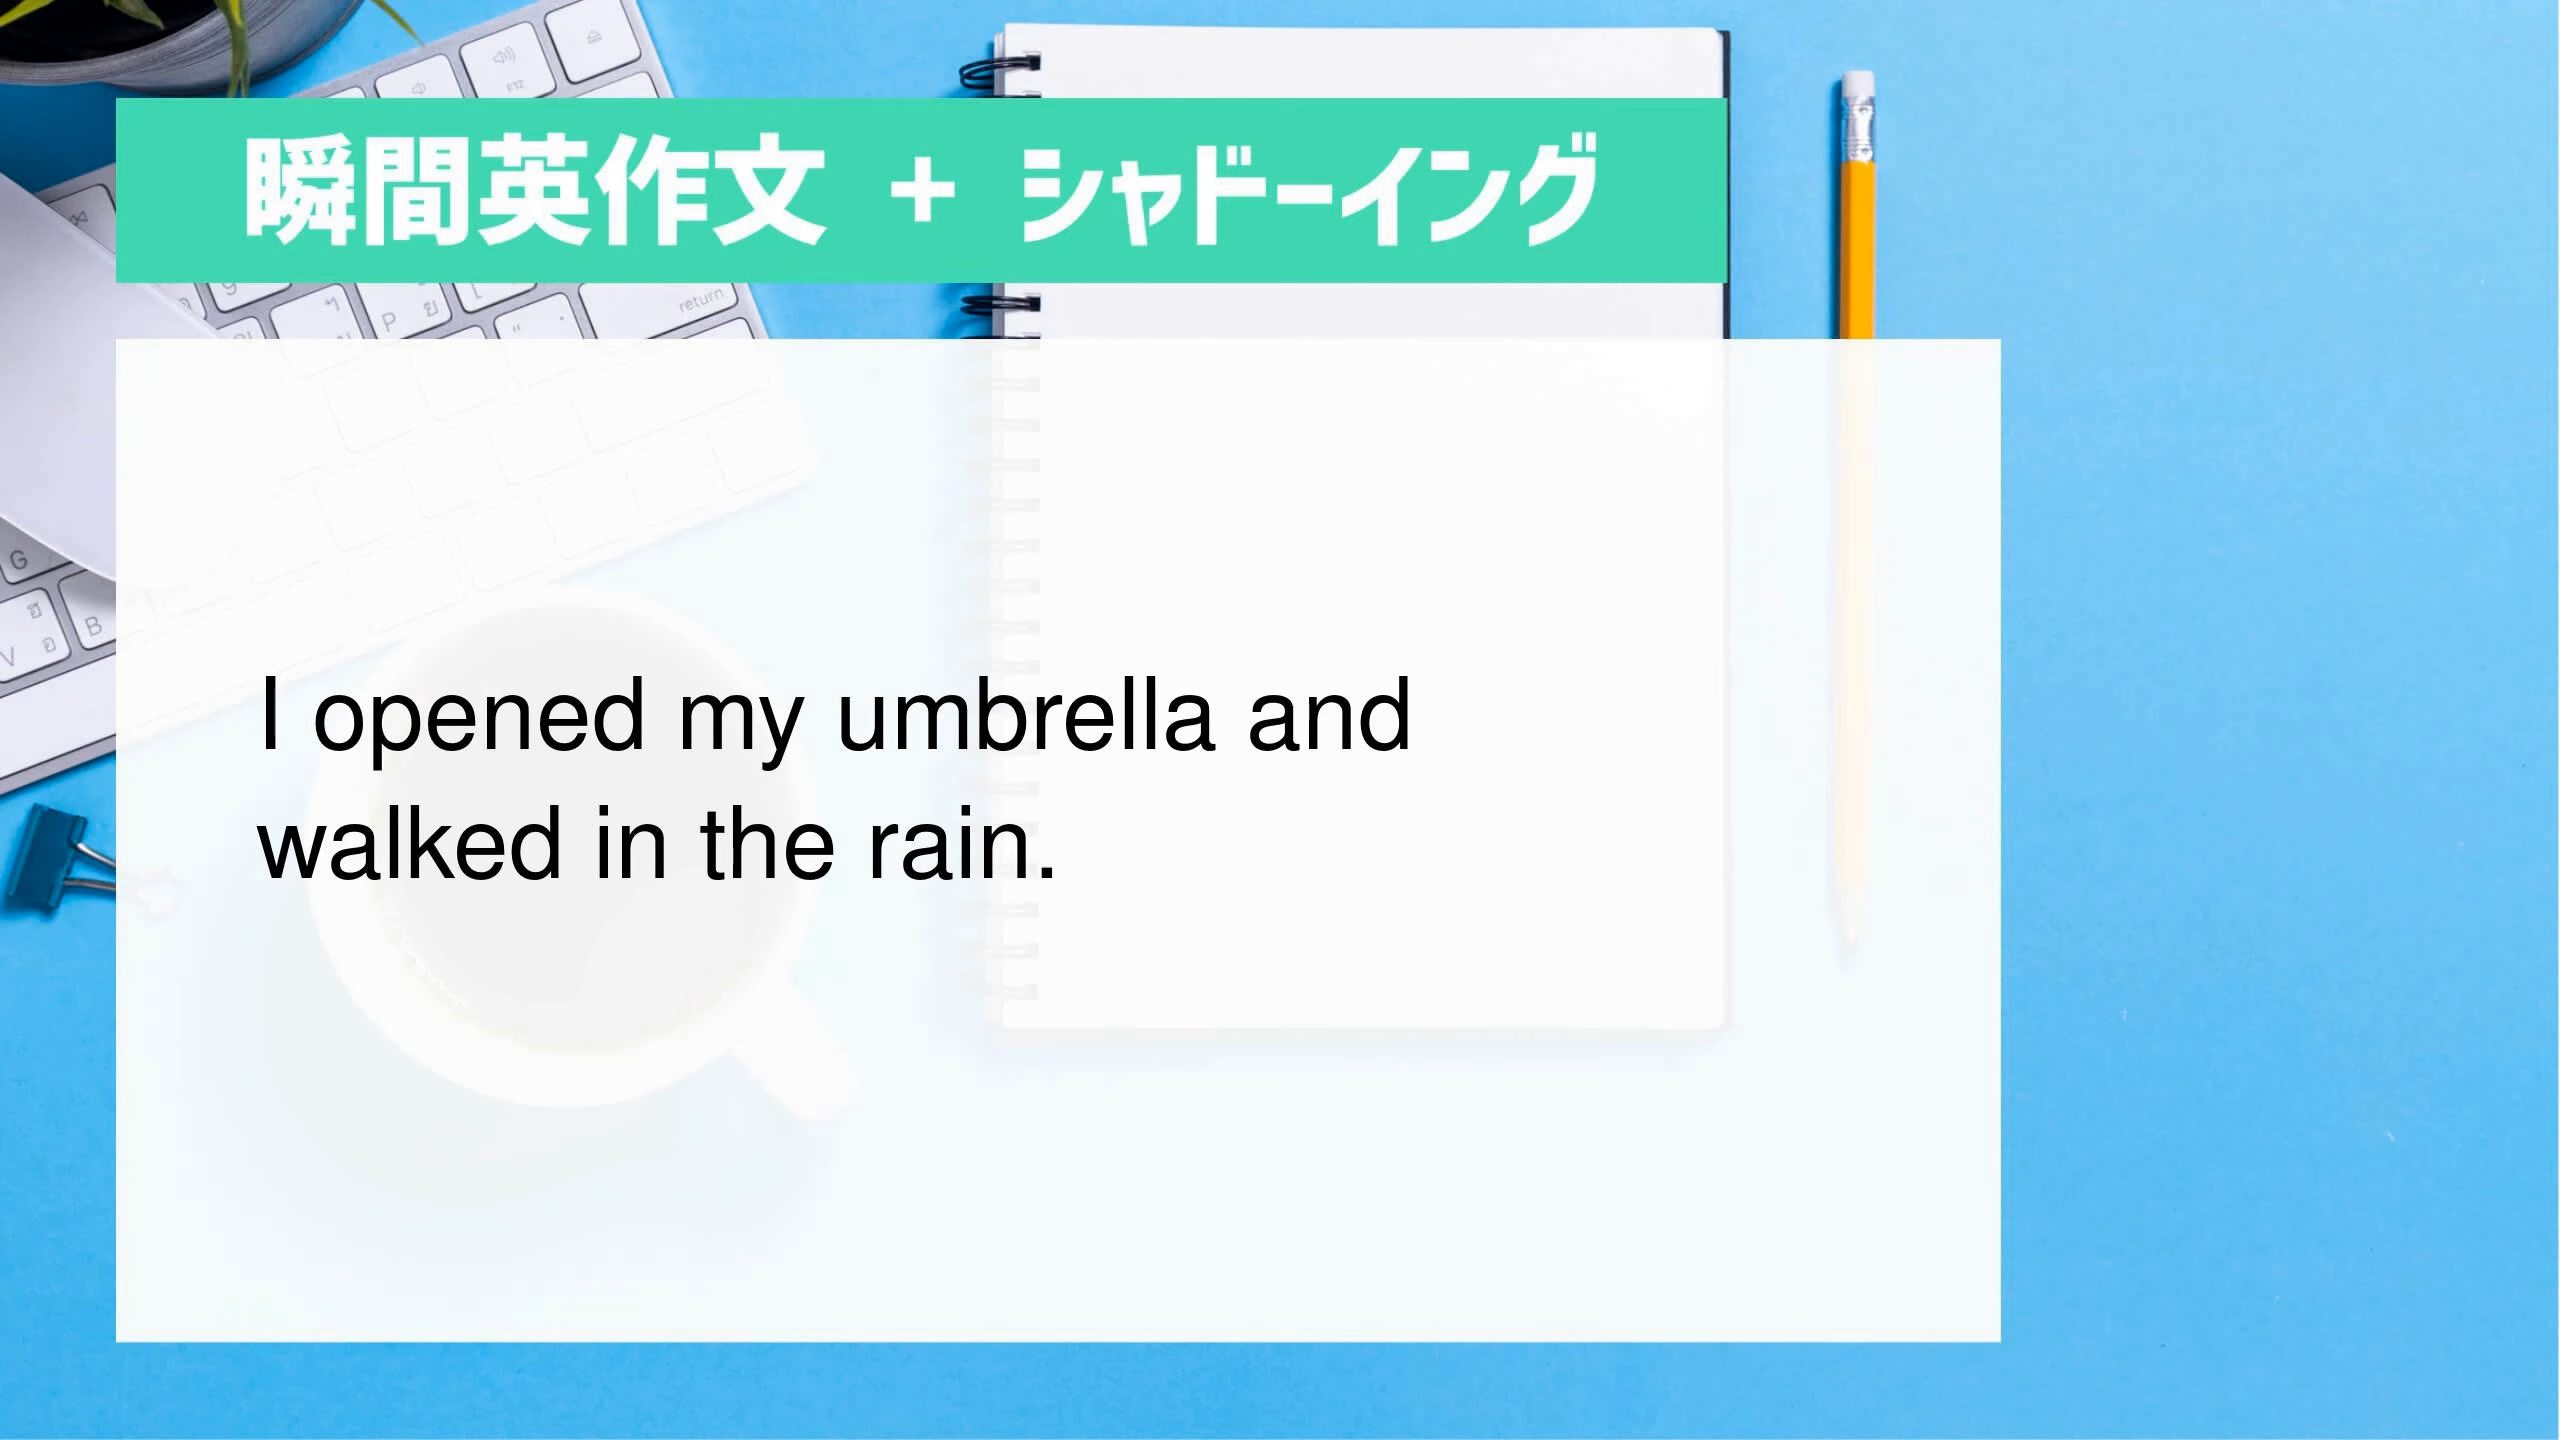 瞬間英作文 + シャドーイング
I opened my umbrella and
walked in the rain.